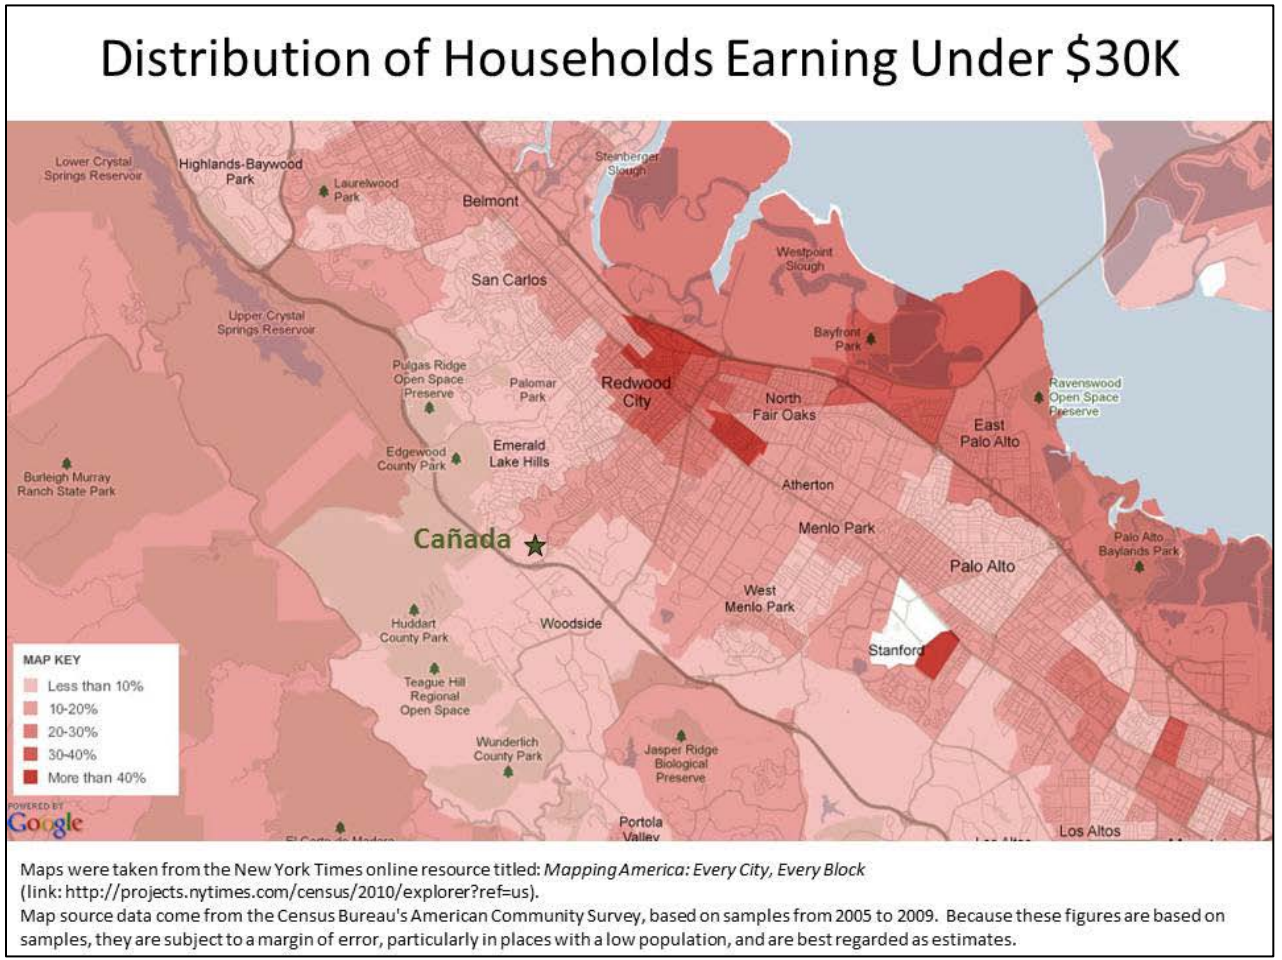 Distribution of Households Earning Under $30K
Lower Crystal
Springs Reservoir
Highlands-Baywood
Park
Laurelwood
Park
Belmont
Steinberger
Slough
San Carlos
Westpoint
Slough
Upper Crystal
Springs Reservoir
Bayfront
Park
Pulgas Ridge
Open Space
Preserve
Palomar
Park
Redwood
City
North
Fair Oaks
Ravenswood
Open Space
Preserve
East
Palo Alto
Edgewood
County Park
Emerald
Lake Hills
Burleigh Murray
Ranch State Park
Atherton
Menlo Park
Cañada
Palo Alto
Baylands Park
Palo Alto
West
Menlo Park
Huddart
County Park
Woodside
Stanford
Teague Hill
Regional
Open Space
Wunderlich
County Park
Jasper Ridge
Biological
Preserve
MAP KEY
Less than 10%
10-20%
20-30%
30-40%
More than 40%
POWERED BY
Google
Portola
Valley
Los Altos
Maps were taken from the New York Times online resource titled: Mapping America: Every City, Every Block
(link: http://projects.nytimes.com/census/2010/explorer?ref=us).
Map source data come from the Census Bureau's American Community Survey, based on samples from 2005 to 2009.  Because these figures are based on
samples, they are subject to a margin of error, particularly in places with a low population, and are best regarded as estimates.